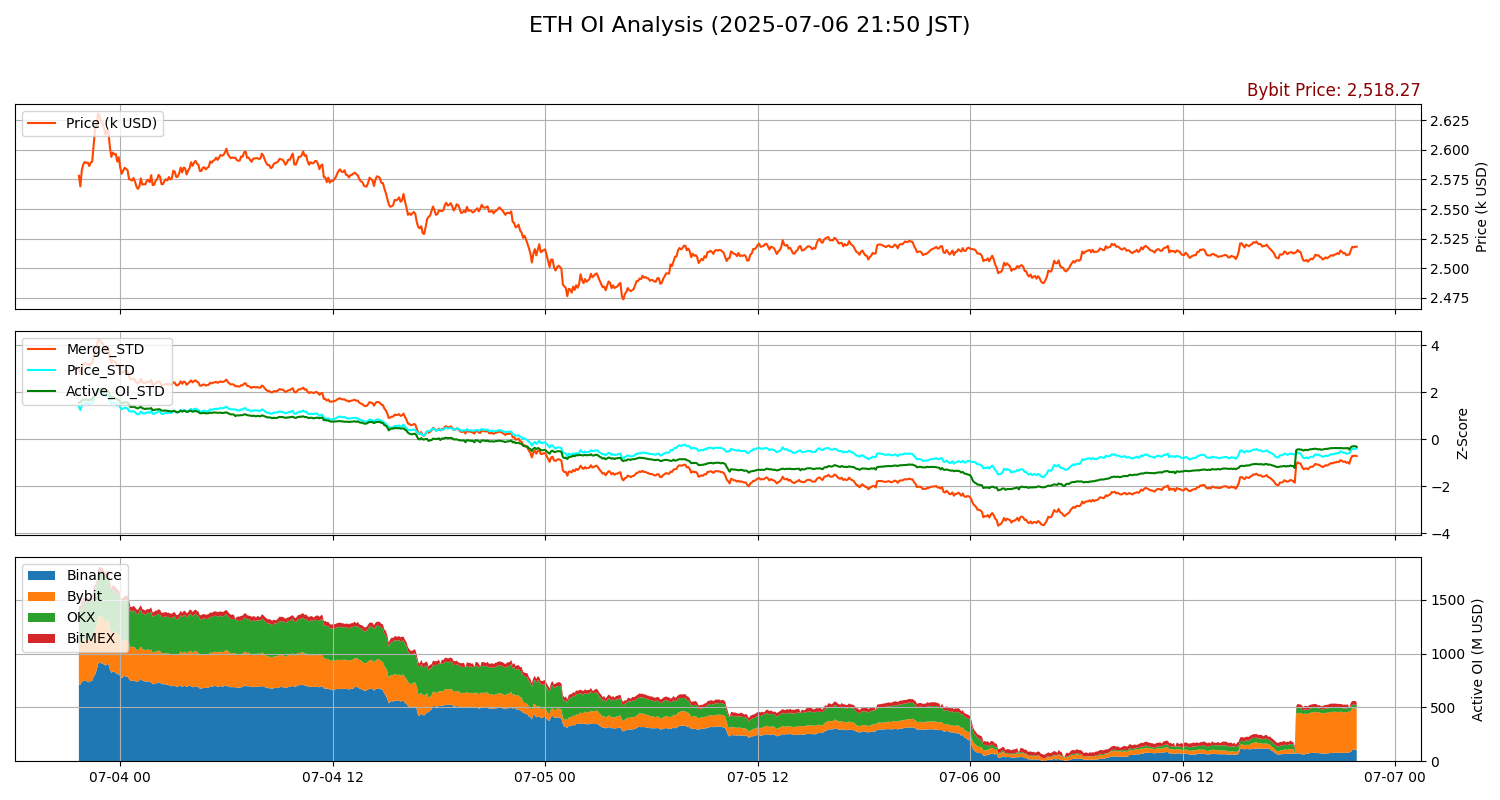 ETH OI Analysis (2025-07-06 21:50 JST)
Bybit Price: 2,518.27
Price (k USD)
2.625
2.600
2.575
2.550
2.525
2.500
2.475
Price (k USD)
Merge_STD
Price_STD
Active_OI_STD
4
2
0
−2
−4
Z-Score
Binance
Bybit
OKX
BitMEX
1500
1000
500
0
Active OI (M USD)
07-04 00
07-04 12
07-05 00
07-05 12
07-06 00
07-06 12
07-07 00